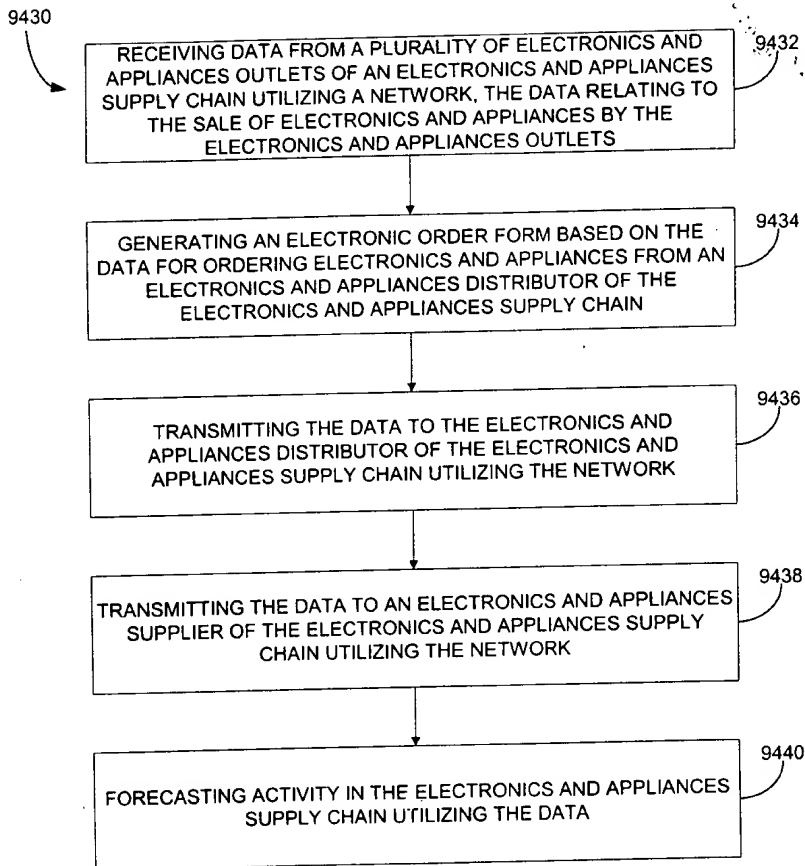 9430
RECEIVING DATA FROM A PLURALITY OF ELECTRONICS AND
APPLIANCES OUTLETS OF AN ELECTRONICS AND APPLIANCES
SUPPLY CHAIN UTILIZING A NETWORK, THE DATA RELATING TO
THE SALE OF ELECTRONICS AND APPLIANCES BY THE
ELECTRONICS AND APPLIANCES OUTLETS
9432
GENERATING AN ELECTRONIC ORDER FORM BASED ON THE
DATA FOR ORDERING ELECTRONICS AND APPLIANCES FROM AN
ELECTRONICS AND APPLIANCES DISTRIBUTOR OF THE
ELECTRONICS AND APPLIANCES SUPPLY CHAIN
9434
TRANSMITTING THE DATA TO THE ELECTRONICS AND
APPLIANCES DISTRIBUTOR OF THE ELECTRONICS AND
APPLIANCES SUPPLY CHAIN UTILIZING THE NETWORK
9436
TRANSMITTING THE DATA TO AN ELECTRONICS AND APPLIANCES
SUPPLIER OF THE ELECTRONICS AND APPLIANCES SUPPLY
CHAIN UTILIZING THE NETWORK
9438
FORECASTING ACTIVITY IN THE ELECTRONICS AND APPLIANCES
SUPPLY CHAIN UTILIZING THE DATA
9440